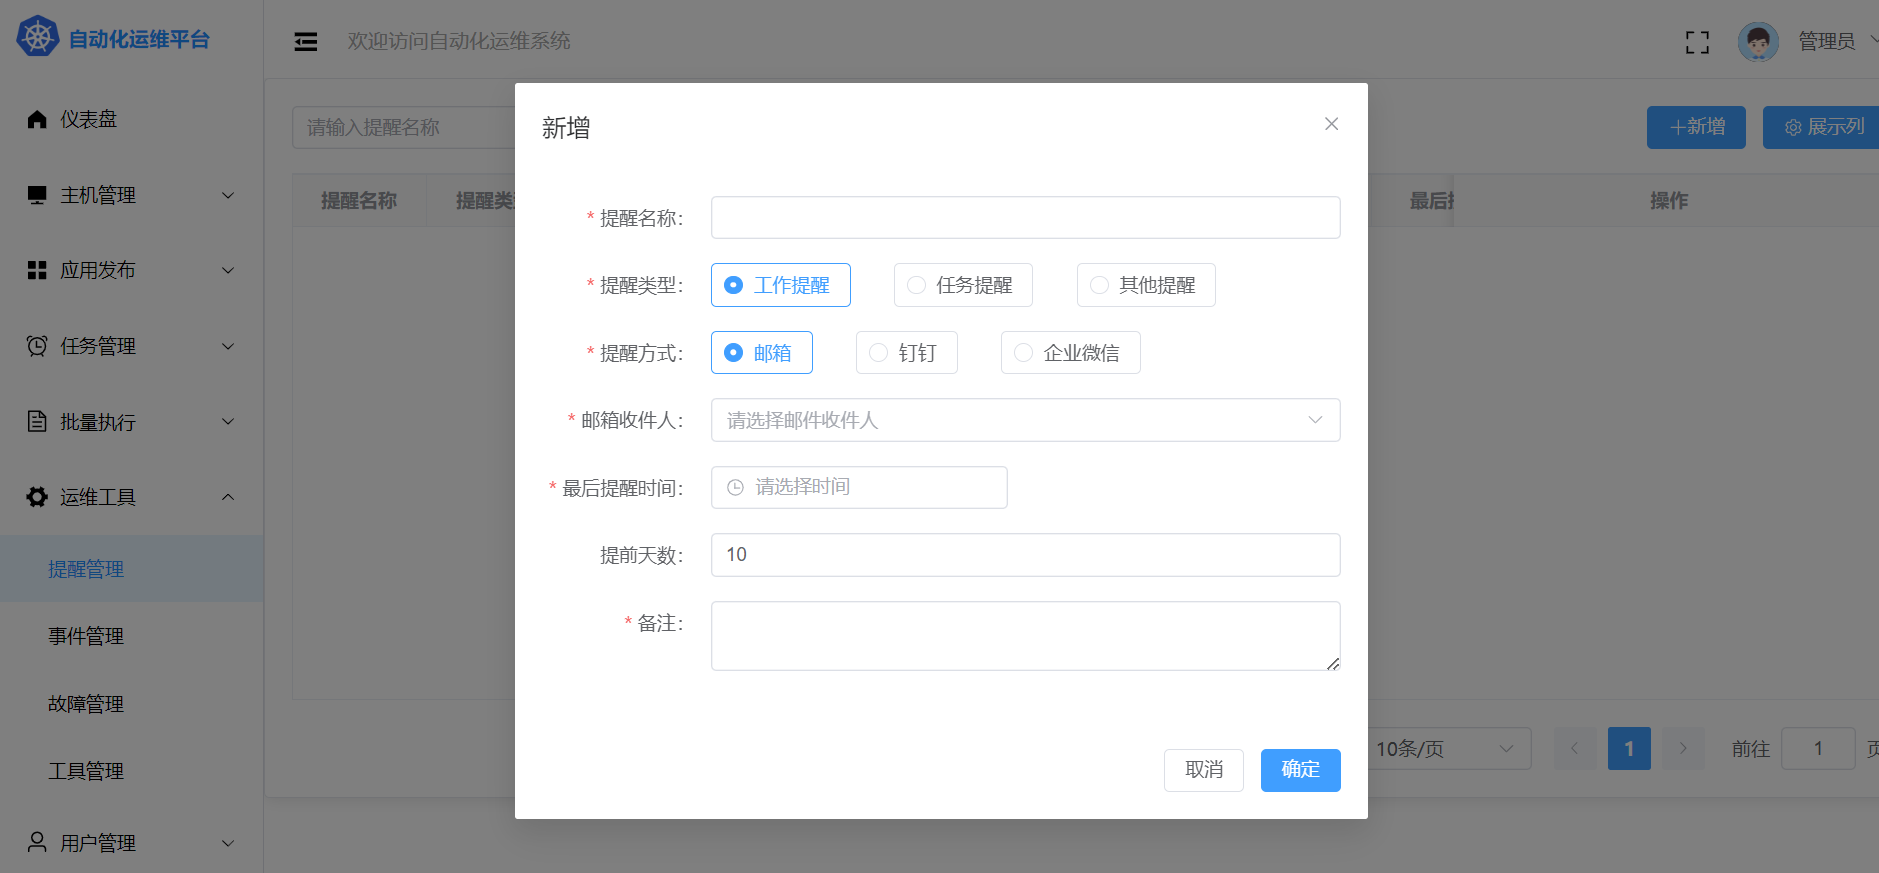 自动化运维平台
欢迎访问自动化运维系统
管理员
仪表盘
主机管理
应用发布
任务管理
批量执行
运维工具
提醒管理
事件管理
故障管理
工具管理
用户管理
请输入提醒名称
+新增
展示列
提醒名称
提醒类
最后
操作
新增
* 提醒名称:
* 提醒类型:
工作提醒
任务提醒
其他提醒
* 提醒方式:
邮箱
钉钉
企业微信
* 邮箱收件人:
请选择邮件收件人
* 最后提醒时间:
请选择时间
提前天数:
10
* 备注:
取消
确定
10条/页
1
前往
1
页